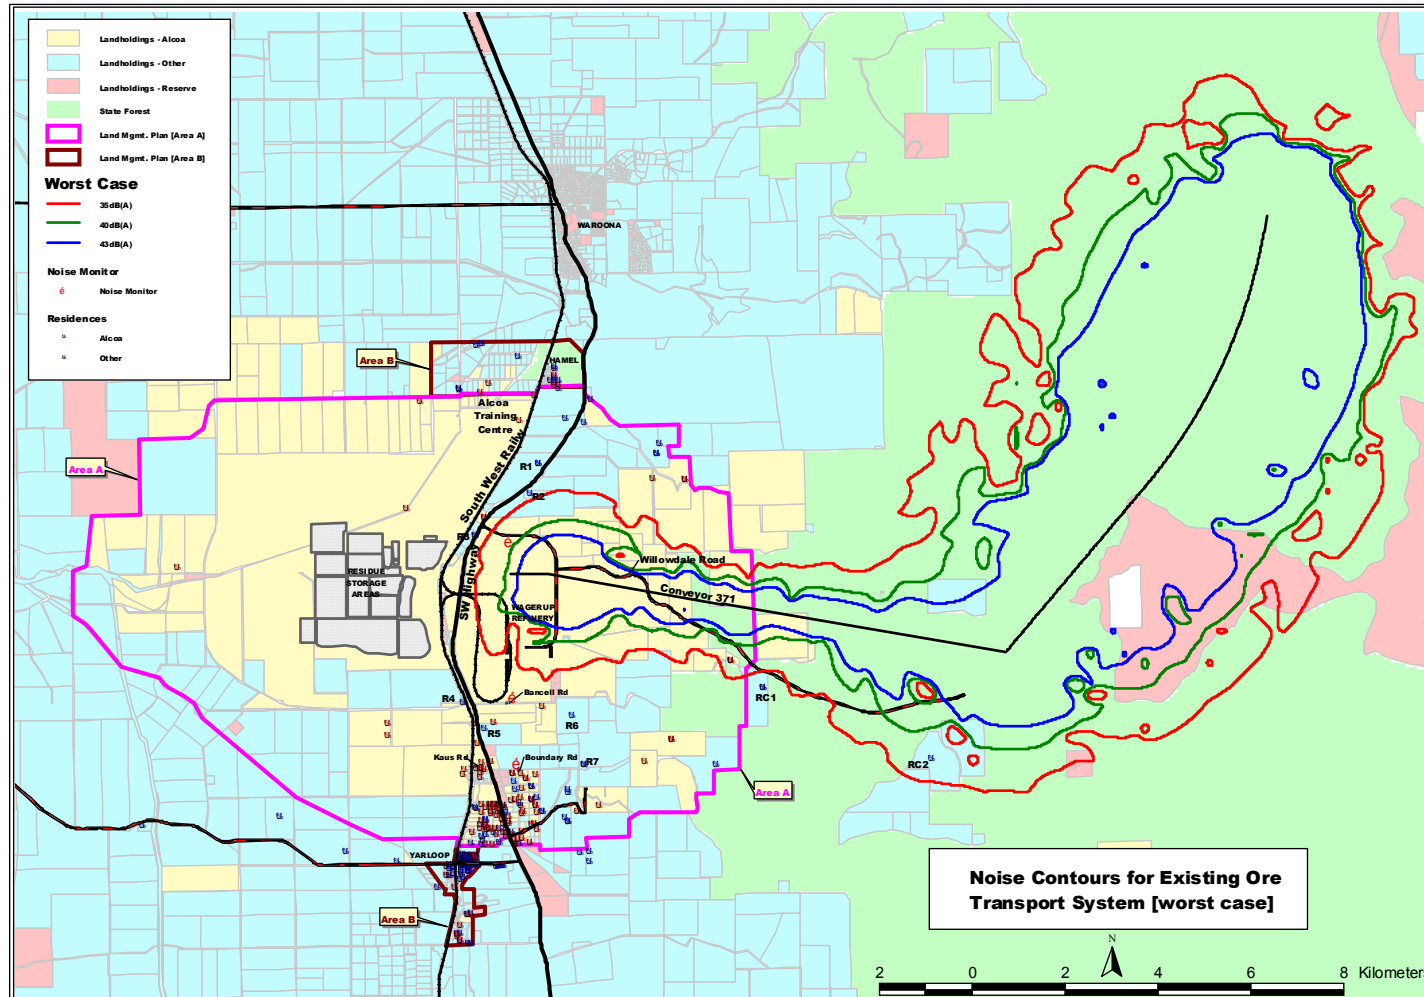 Landholdings - Alcoa
Landholdings - Other
Landholdings - Reserve
State Forest
Land Mgmt. Plan [Area A]
Land Mgmt. Plan [Area B]
Worst Case
35dB(A)
40dB(A)
43dB(A)
Noise Monitor
é Noise Monitor
Residences
Alcoa
Other
WAROONA
Area B
HAMEL
Alcoa
Training
Centre
Area A
South West Railw
R1
R2
R3
SW Highway
Willowdale Road
RESIDUE
STORAGE
AREAS
Conveyor 371
WAGERUP
REFINERY
R4
Bancell Rd
RC1
R5
R6
Kaus Rd
Boundary Rd
R7
RC2
Area A
YARLOOP
Area B
Noise Contours for Existing Ore
Transport System [worst case]
N
2 0 2 4 6 8 Kilometers